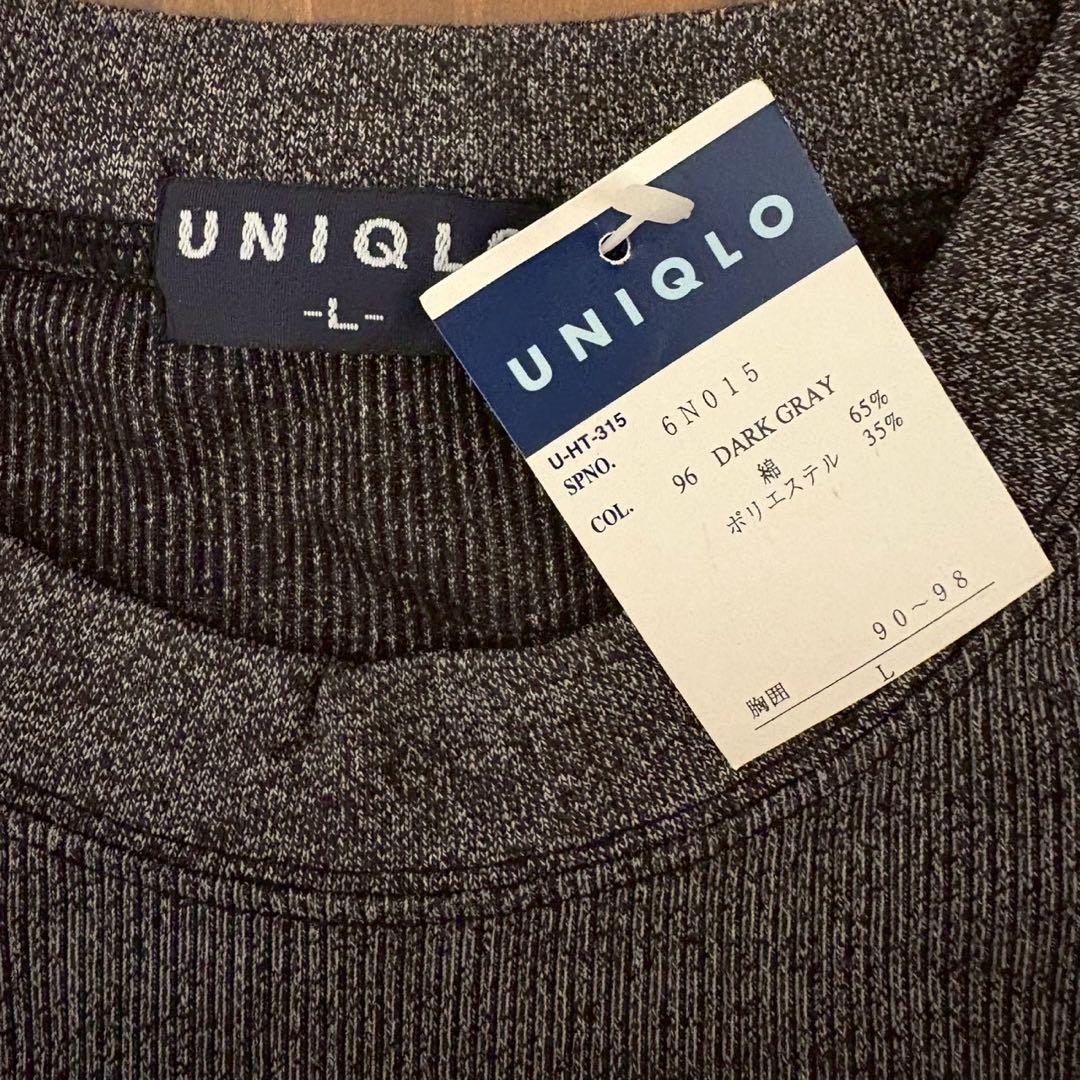 UNIQLO
-L-
UNIQLO
U-HT-315
SPNO. 6N015
COL. 96 DARK GRAY
綿 65%
ポリエステル 35%
胸囲 90～98
L